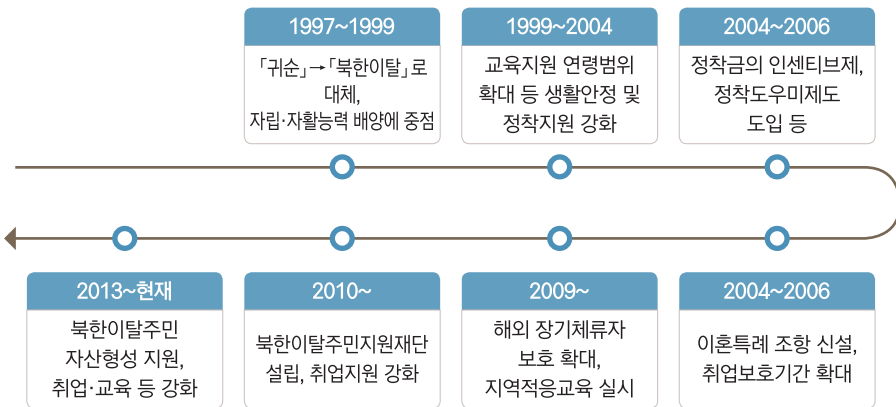 1997~1999
「귀순」→「북한이탈」로
대체,
자립·자활능력 배양에 중점
1999~2004
교육지원 연령범위
확대 등 생활안정 및
정착지원 강화
2004~2006
정착금의 인센티브제,
정착도우미제도
도입 등
2004~2006
이혼특례 조항 신설,
취업보호기간 확대
2009~
해외 장기체류자
보호 확대,
지역적응교육 실시
2010~
북한이탈주민지원재단
설립, 취업지원 강화
2013~현재
북한이탈주민
자산형성 지원,
취업·교육 등 강화